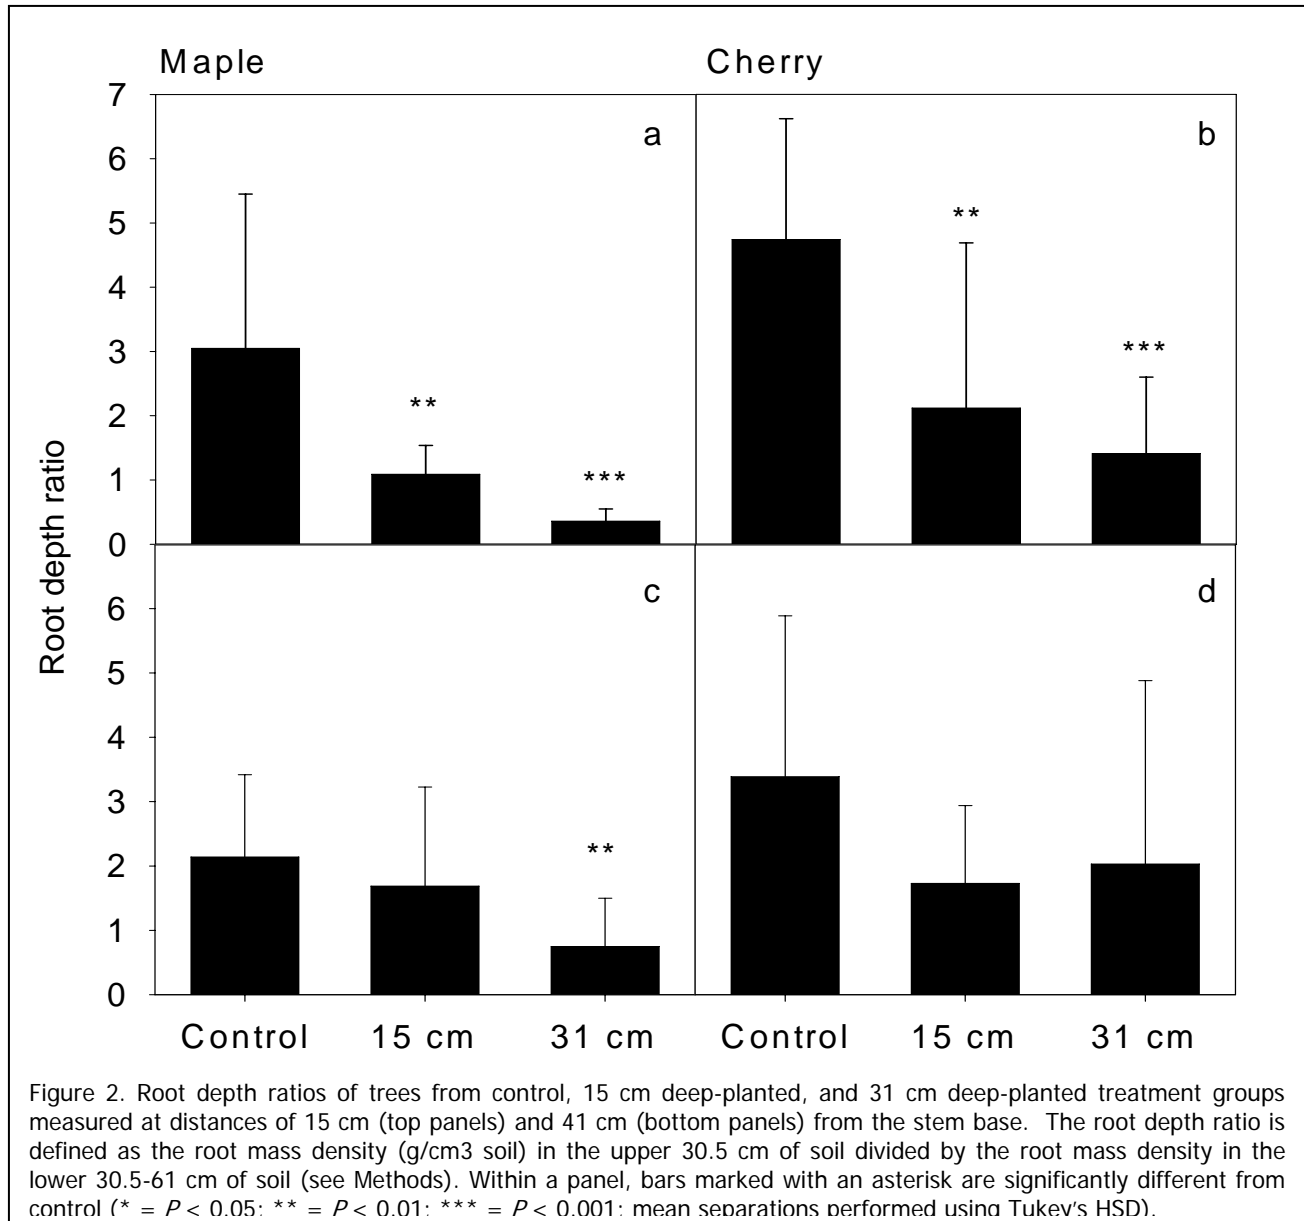 Maple
Cherry
7
6
5
4
3
2
1
0
a
**
***
b
**
***
Root depth ratio
6
5
4
3
2
1
0
c
**
d
Control 15 cm 31 cm Control 15 cm 31 cm
Figure 2. Root depth ratios of trees from control, 15 cm deep-planted, and 31 cm deep-planted treatment groups
measured at distances of 15 cm (top panels) and 41 cm (bottom panels) from the stem base. The root depth ratio is
defined as the root mass density (g/cm3 soil) in the upper 30.5 cm of soil divided by the root mass density in the
lower 30.5-61 cm of soil (see Methods). Within a panel, bars marked with an asterisk are significantly different from
control (* = P < 0.05; ** = P < 0.01; *** = P < 0.001; mean separations performed using Tukey's HSD).